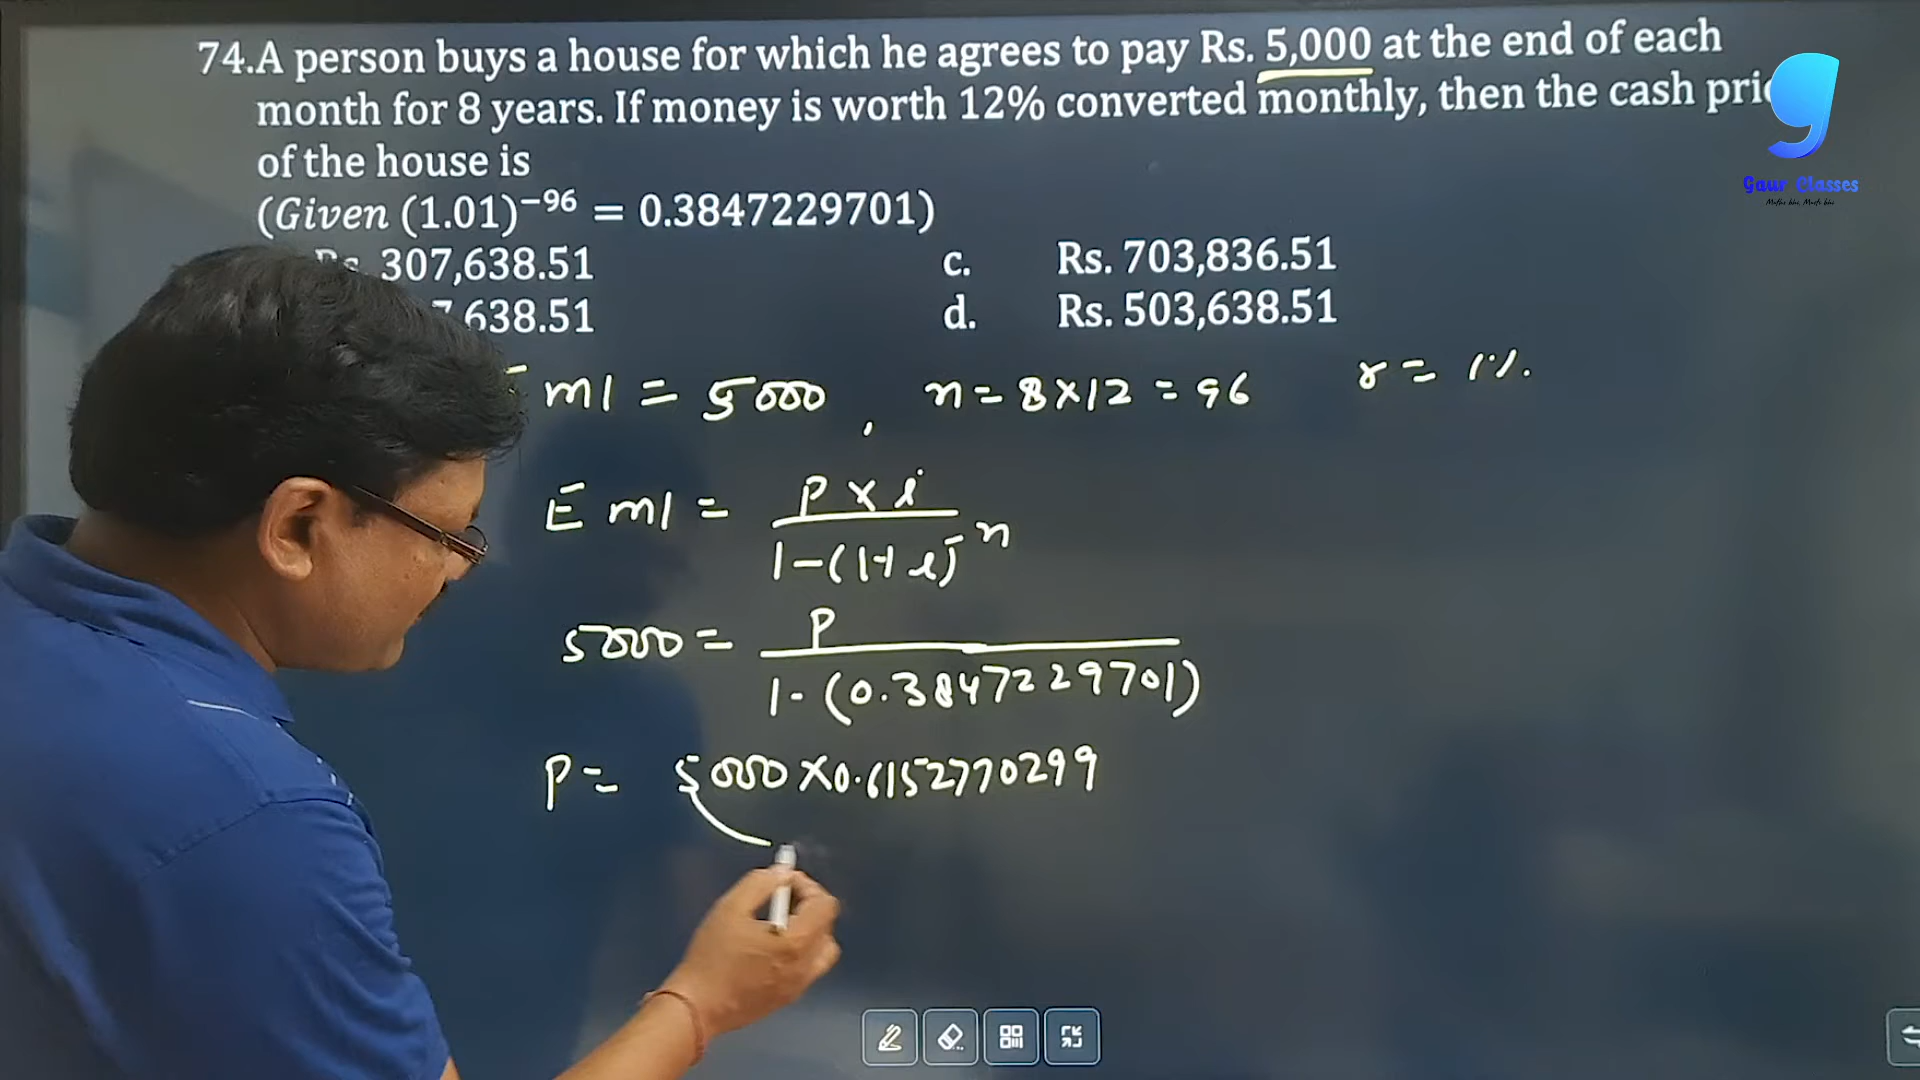 74.A person buys a house for which he agrees to pay Rs. 5,000 at the end of each
month for 8 years. If money is worth 12% converted monthly, then the cash
of the house is
(Given (1.01)⁻⁹⁶ = 0.3847229701)
307,638.51
638.51
c. Rs. 703,836.51
d. Rs. 503,638.51
EMI = 5000, n = 8×12 = 96 r = 1%.
EMI = P × i
1-(1+i)⁻ⁿ
5000 = P
1-(0.3847229701)
P = 5000×0.6152770299
Gaur Classes